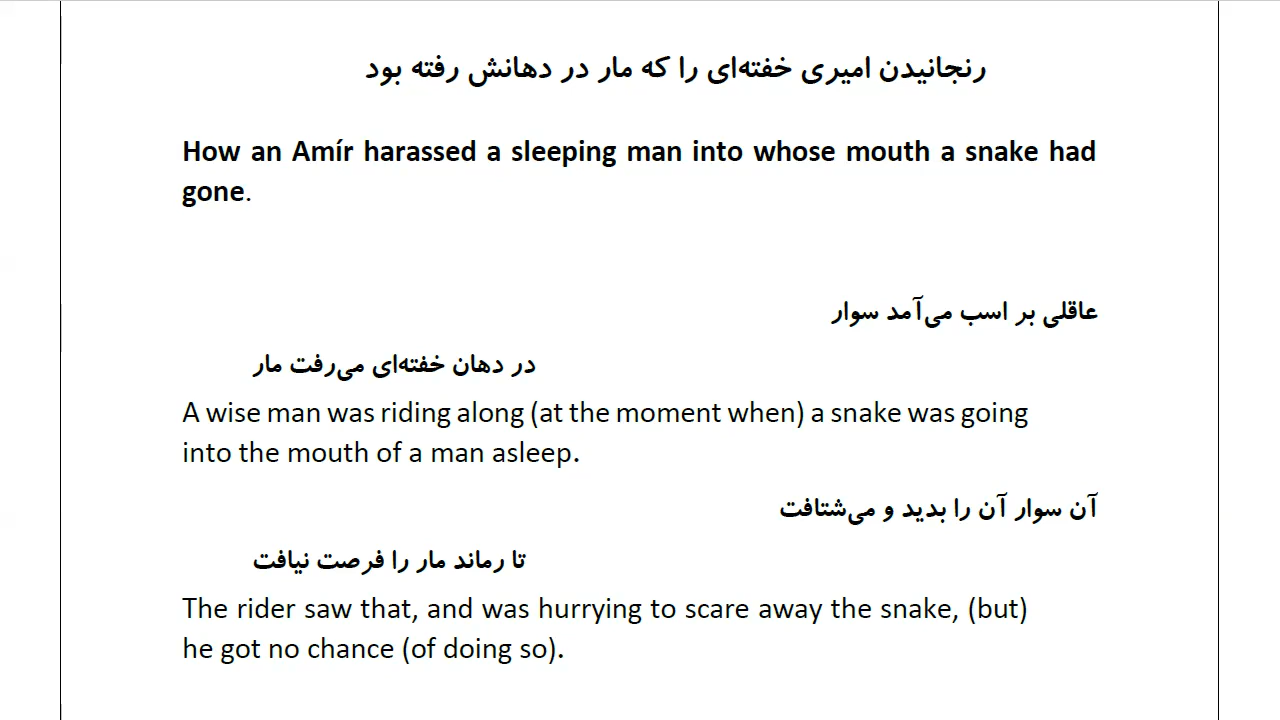 رنجانیدن امیری خفته‌ای را که مار در دهانش رفته بود
How an Amír harassed a sleeping man into whose mouth a snake had
gone.
عاقلی بر اسب می‌آمد سوار
در دهان خفته‌ای می‌رفت مار
A wise man was riding along (at the moment when) a snake was going
into the mouth of a man asleep.
آن سوار آن را بدید و می‌شتافت
تا رماند مار را فرصت نیافت
The rider saw that, and was hurrying to scare away the snake, (but)
he got no chance (of doing so).